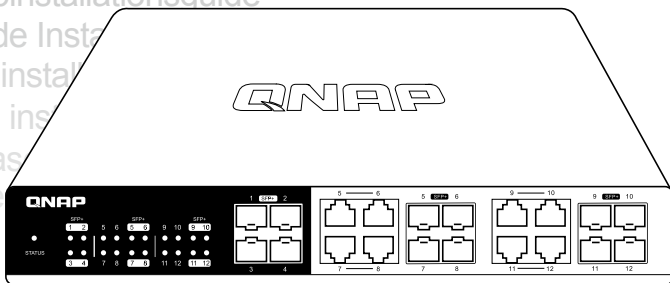 installationsguide
de Insta
install
ins
as
QNAP
QNAP
1 SFP+ 2
5 6
5 SFP+ 6
9 10
9 SFP+ 10
SFP+ SFP+ SFP+
1 2 5 6 5 6 9 10 9 10
STATUS
3 4 7 8 7 8 11 12 11 12
3 4
7 8
7 8
11 12
11 12